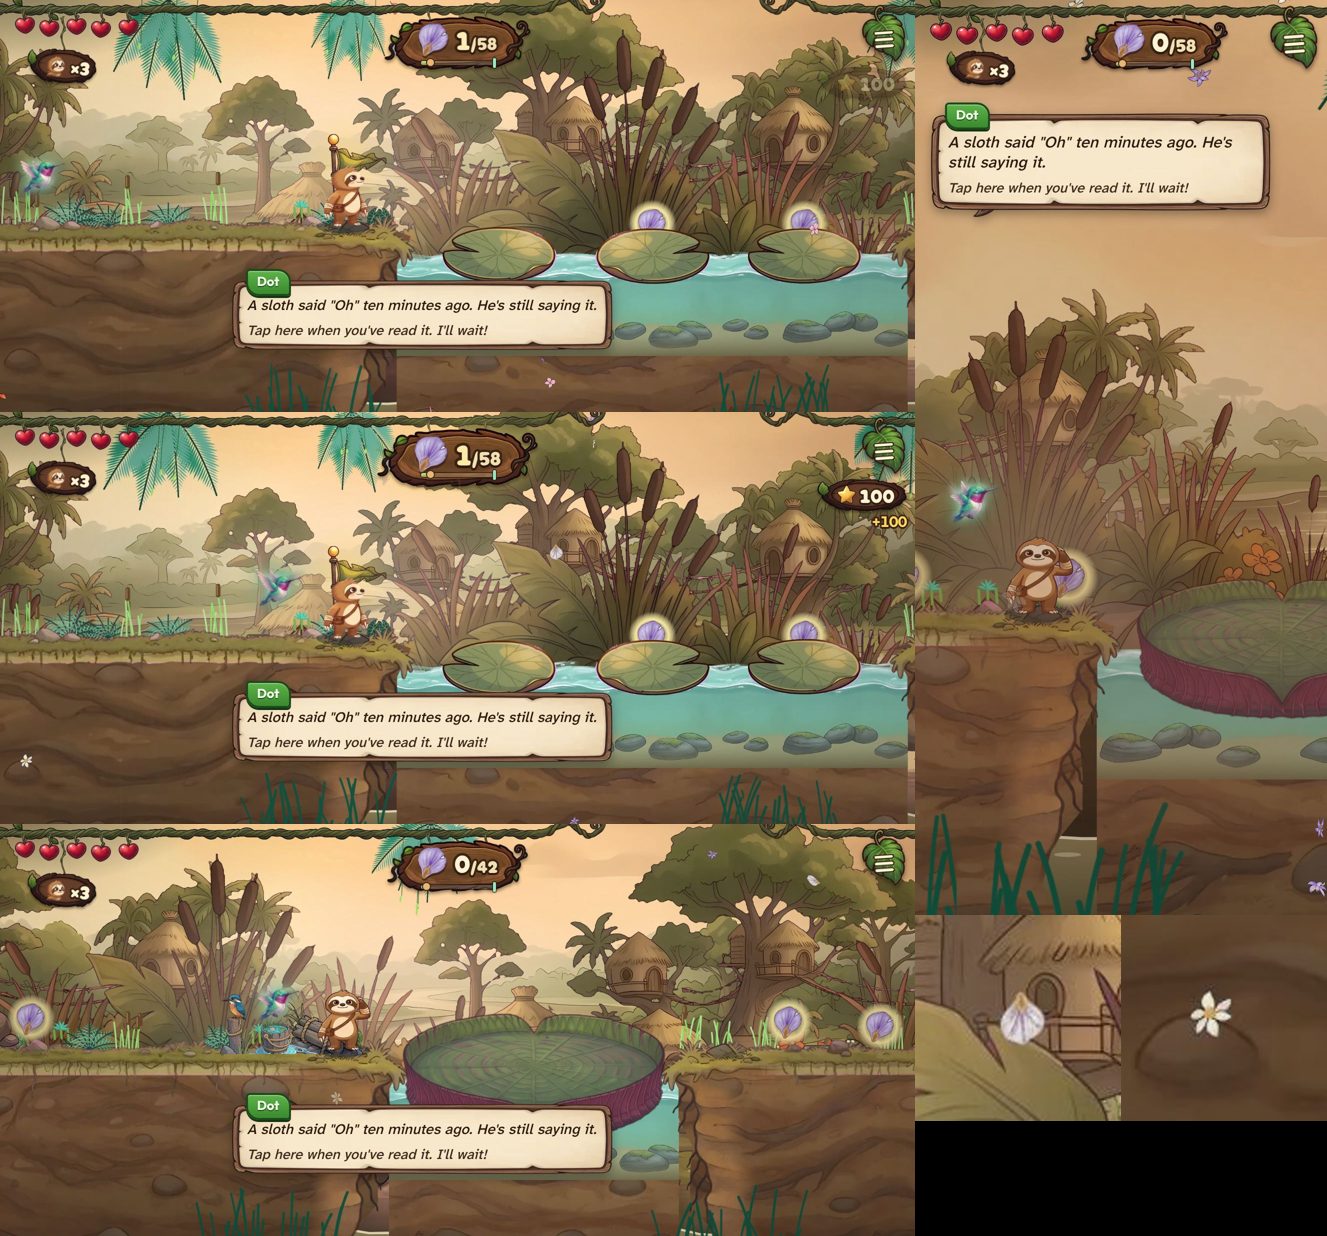 ×3
1/58
100
Dot
A sloth said "Oh" ten minutes ago. He's still saying it.
Tap here when you've read it. I'll wait!
×3
0/58
Dot
A sloth said "Oh" ten minutes ago. He's
still saying it.
Tap here when you've read it. I'll wait!
×3
1/58
100
+100
Dot
A sloth said "Oh" ten minutes ago. He's still saying it.
Tap here when you've read it. I'll wait!
×3
0/42
Dot
A sloth said "Oh" ten minutes ago. He's still saying it.
Tap here when you've read it. I'll wait!